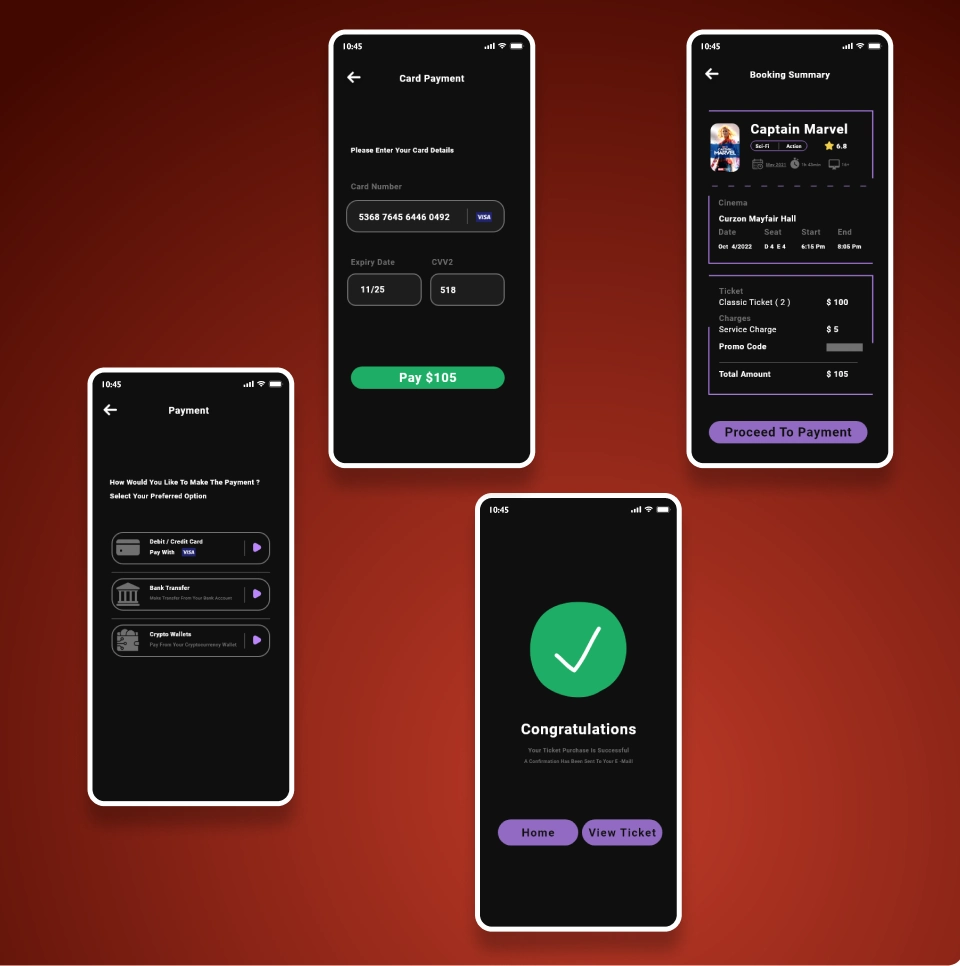 10:45
Card Payment
Please Enter Your Card Details
Card Number
5368 7645 6446 0492 VISA
Expiry Date CVV2
11/25 518
Pay $105
10:45
Booking Summary
Captain Marvel
Sci-Fi Action 6.8
MARVEL
Cinema
Curzon Mayfair Hall
Date Seat Start End
Oct 4/2022 D 4 E 4 6:15 Pm 8:05 Pm
Ticket
Classic Ticket ( 2 ) $ 100
Charges
Service Charge $ 5
Promo Code
Total Amount $ 105
Proceed To Payment
10:45
Payment
How Would You Like To Make The Payment ?
Select Your Preferred Option
Debit / Credit Card
Pay With VISA
Bank Transfer
Make Transfer From Your Bank Account
Crypto Wallets
Pay From Your Cryptocurrency Wallet
10:45
Congratulations
Your Ticket Purchase Is Successful
A Confirmation Has Been Sent To Your E -Mail!
Home View Ticket